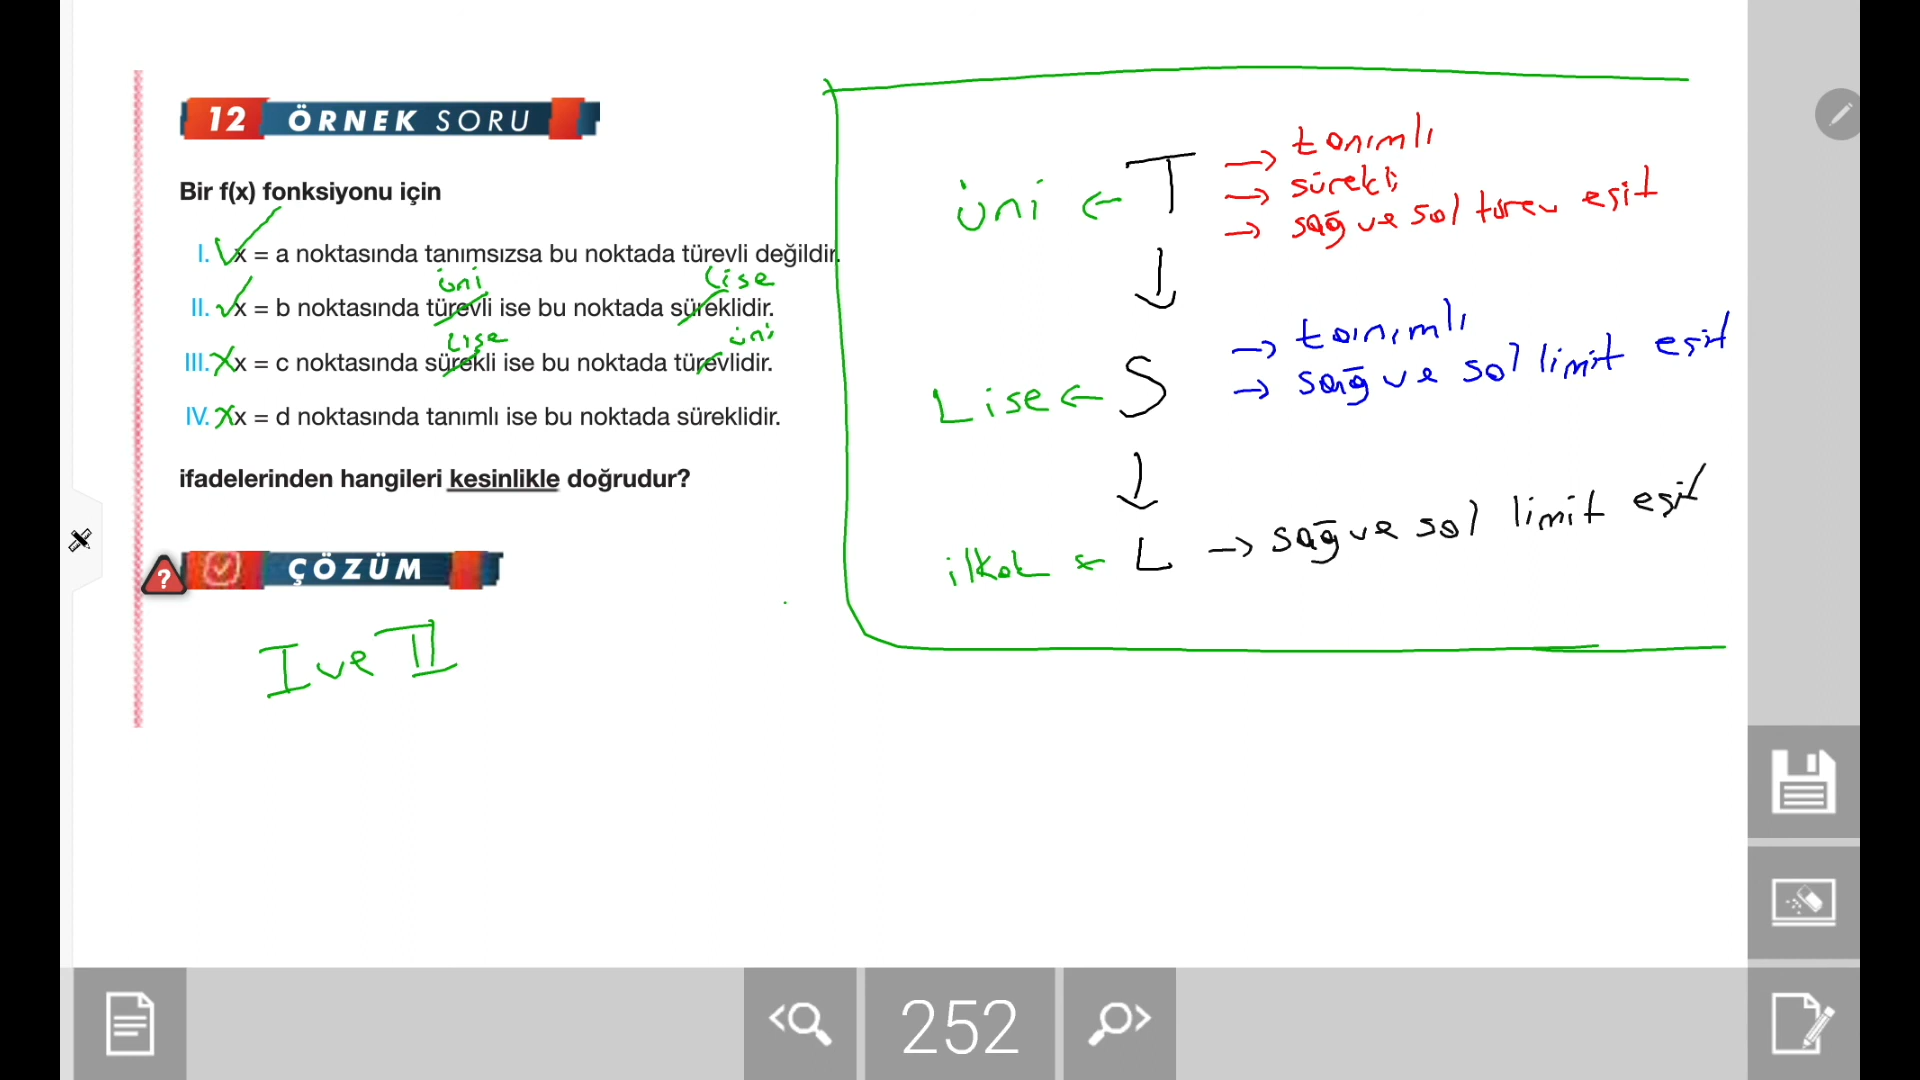 12 ÖRNEK SORU
Bir f(x) fonksiyonu için
I. x = a noktasında tanımsızsa bu noktada türevli değildir.
üni Lise
II. x = b noktasında türevli ise bu noktada süreklidir.
Lise üni
III. x = c noktasında sürekli ise bu noktada türevlidir.
IV. x = d noktasında tanımlı ise bu noktada süreklidir.
ifadelerinden hangileri kesinlikle doğrudur?
? ÇÖZÜM
I ve II
üni ← T → tanımlı
→ sürekli
→ sağ ve sol türev eşit
↓
Lise ← S → tanımlı
→ sağ ve sol limit eşit
↓
ilkok ← L → sağ ve sol limit eşit
252